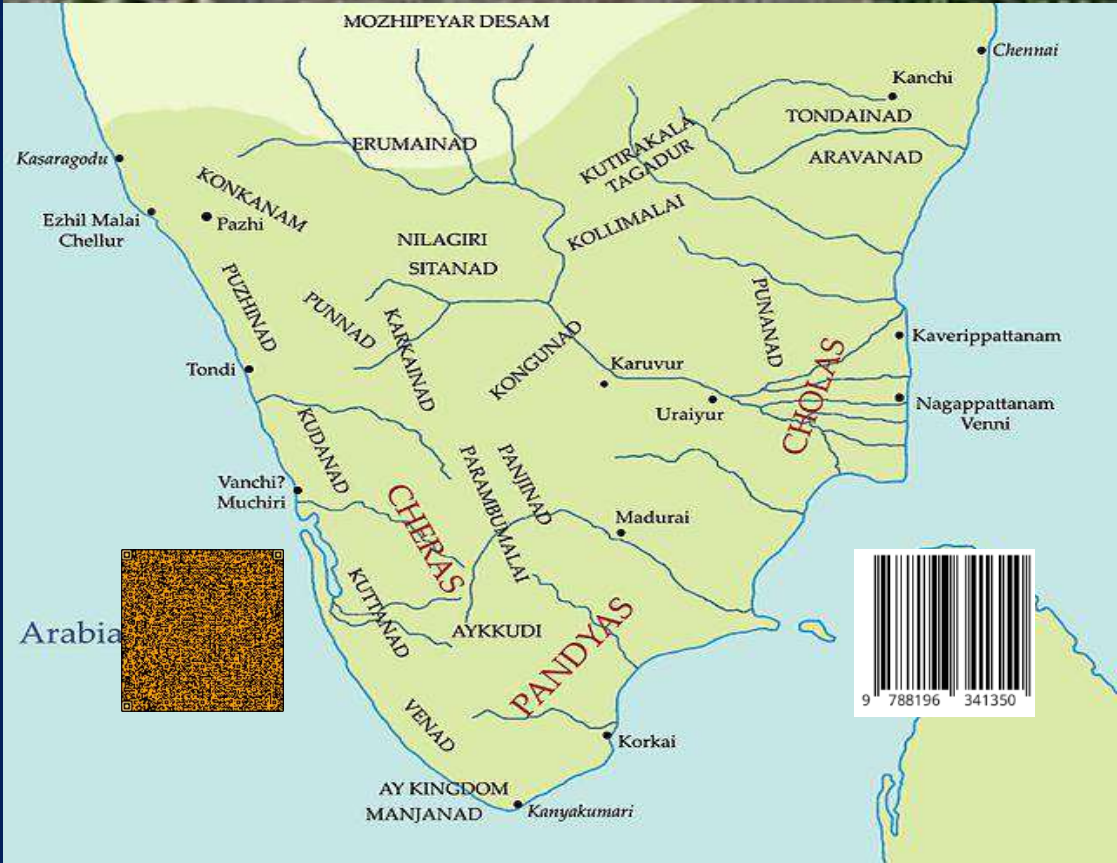 MOZHIPEYAR DESAM
Chennai
Kanchi
TONDAINAD
ERUMAINAD
KUTIRAKALA
TAGADUR
ARAVANAD
Kasaragodu
KONKANAM
Ezhil Malai
Chellur
Pazhi
KOLLIMALAI
NILAGIRI
SITANAD
PUZHINAD
PUNNAD
KARKAINAD
PUNANAD
KONGUNAD
Kaverippattanam
Tondi
Karuvur
Uraiyur
CHOLAS
Nagappattanam
Venni
KUDANAD
PARAMBUMALAI
PANJINAD
Vanchi?
Muchiri
CHERAS
Madurai
KUTTANAD
Arabia
AYKKUDI
PANDYAS
VENAD
Korkai
AY KINGDOM
MANJANAD
Kanyakumari
9 788196 341350